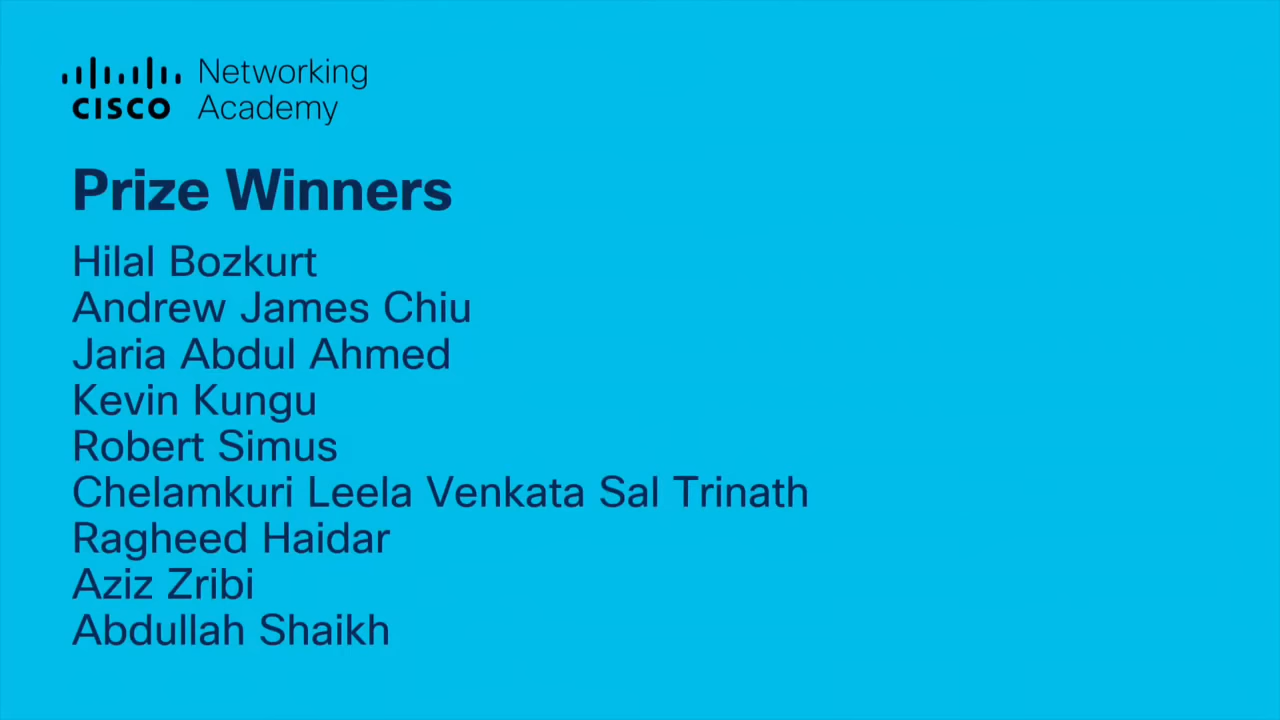 Networking
CISCO Academy
Prize Winners
Hilal Bozkurt
Andrew James Chiu
Jaria Abdul Ahmed
Kevin Kungu
Robert Simus
Chelamkuri Leela Venkata Sal Trinath
Ragheed Haidar
Aziz Zribi
Abdullah Shaikh